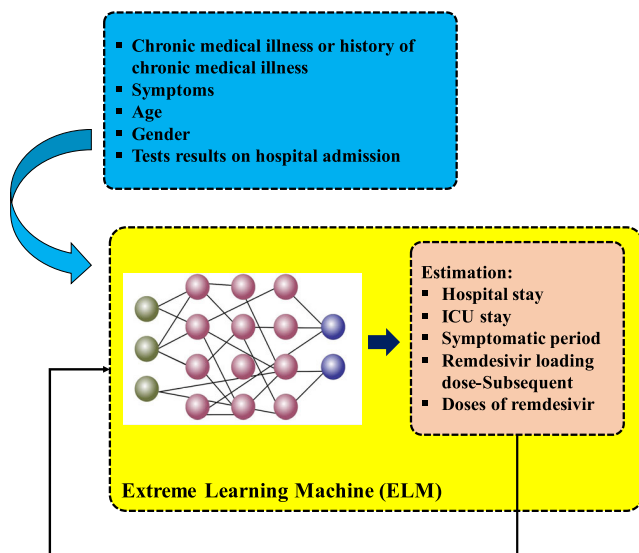 ▪ Chronic medical illness or history of
chronic medical illness
▪ Symptoms
▪ Age
▪ Gender
▪ Tests results on hospital admission
Estimation:
▪ Hospital stay
▪ ICU stay
▪ Symptomatic period
▪ Remdesivir loading
dose-Subsequent
▪ Doses of remdesivir
Extreme Learning Machine (ELM)